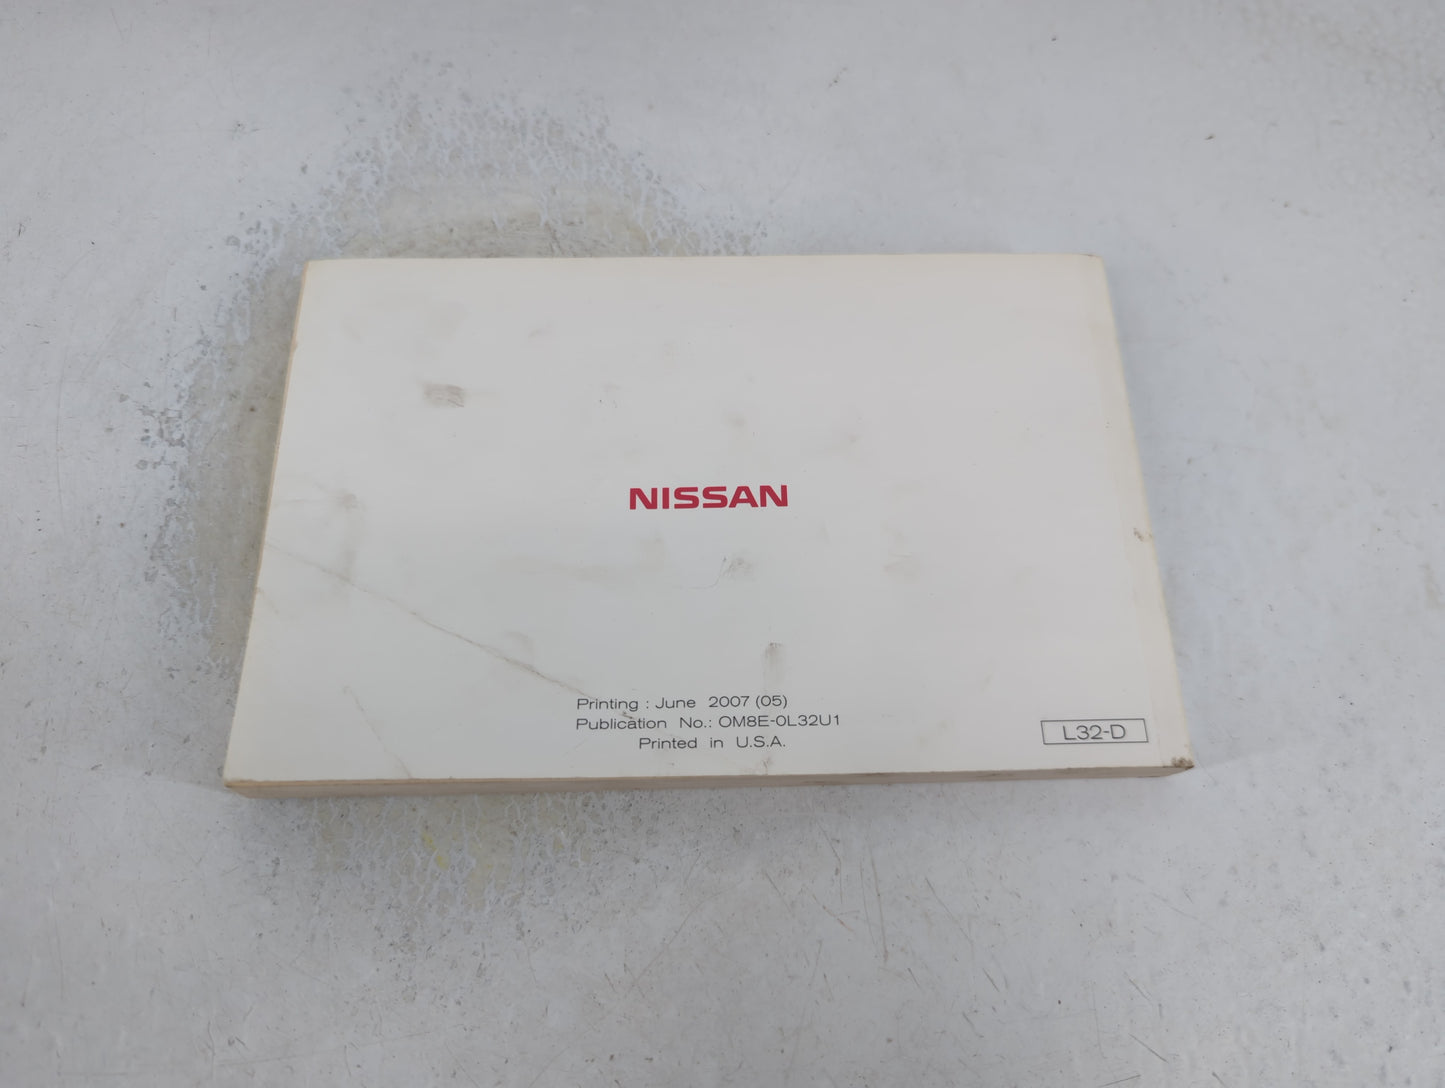 NISSAN
Printing : June 2007 (05)
Publication No.: OM8E-0L32U1
Printed in U.S.A.
L32-D